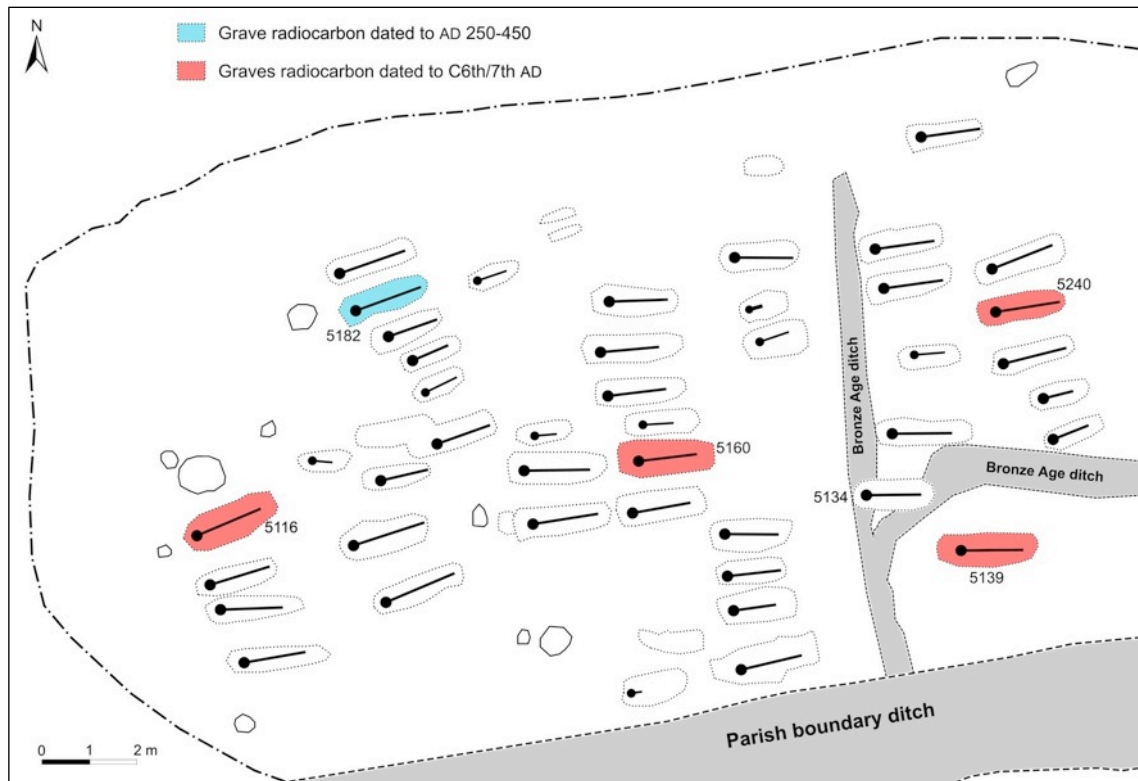 N
Grave radiocarbon dated to AD 250-450
Graves radiocarbon dated to C6th/7th AD
5240
5182
Bronze Age ditch
5160
Bronze Age ditch
5134
5116
5139
Parish boundary ditch
0 1 2 m